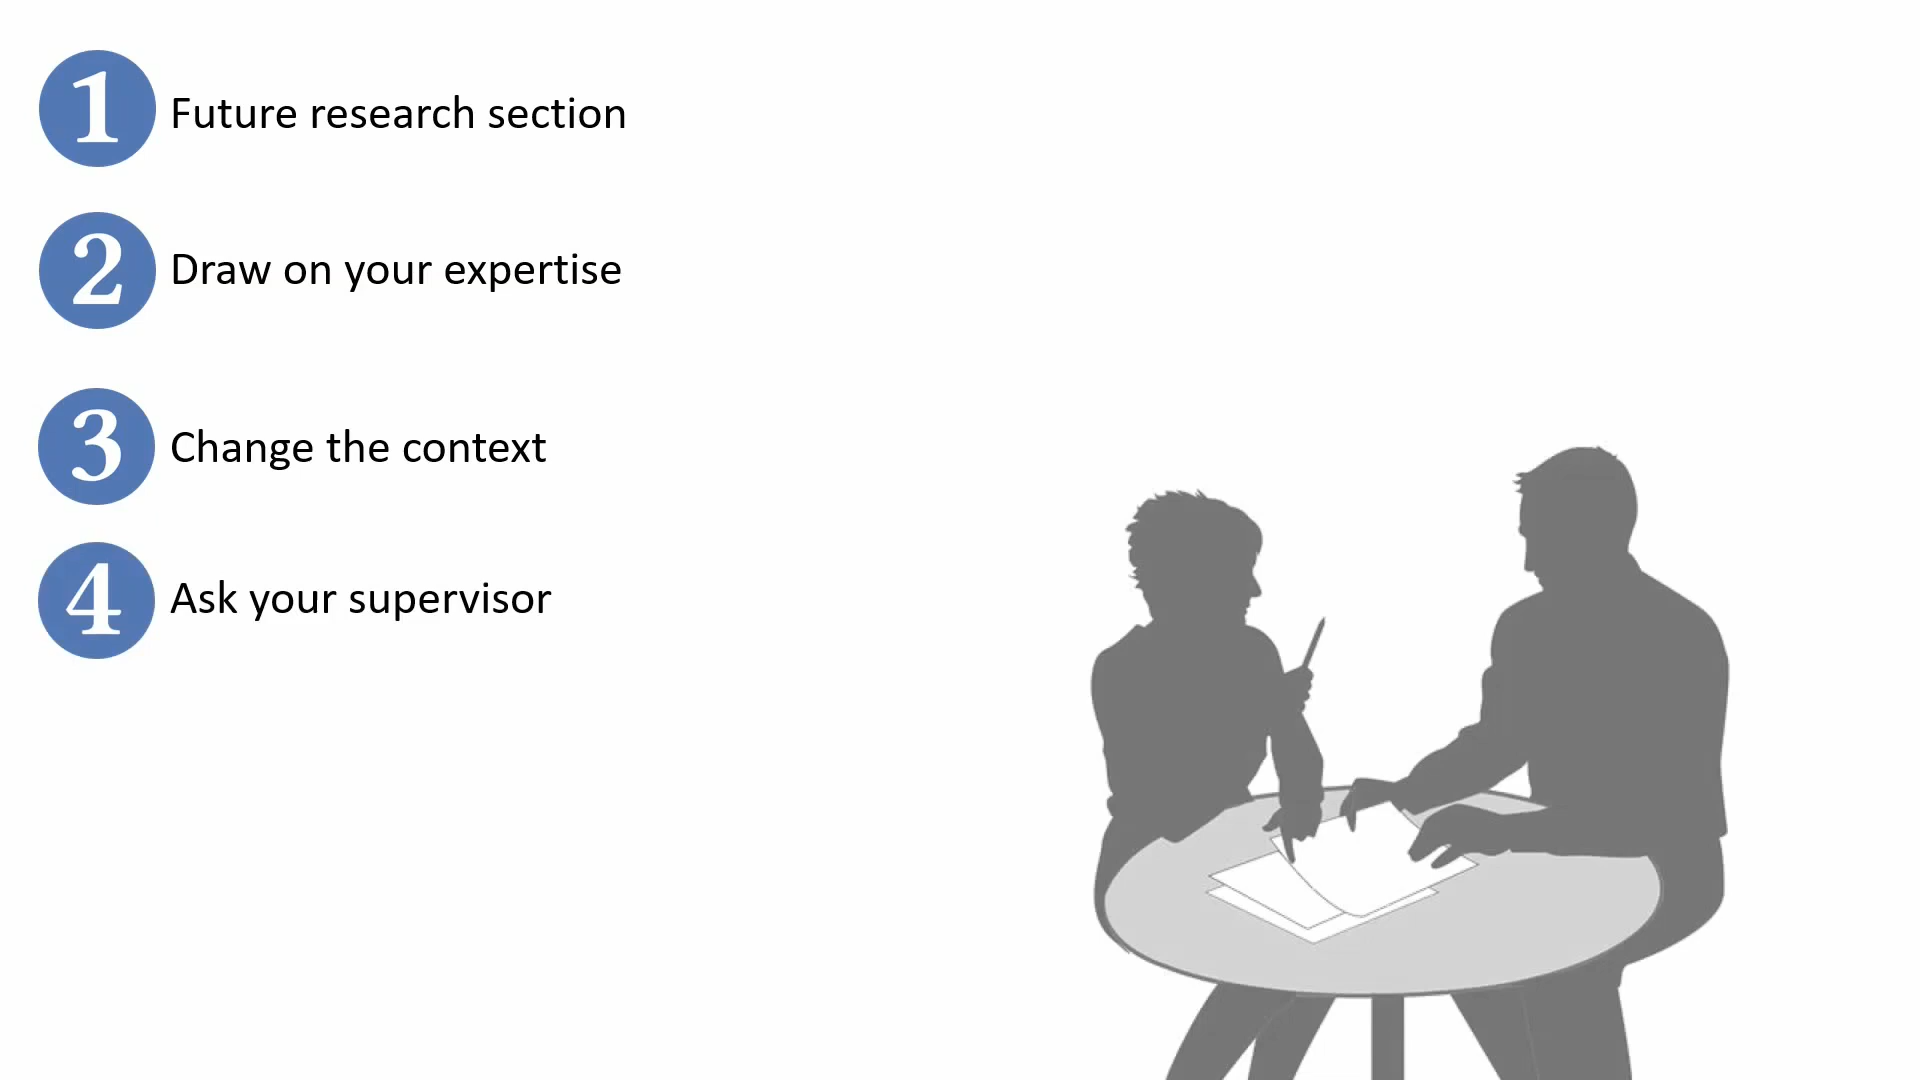 1 Future research section
2 Draw on your expertise
3 Change the context
4 Ask your supervisor